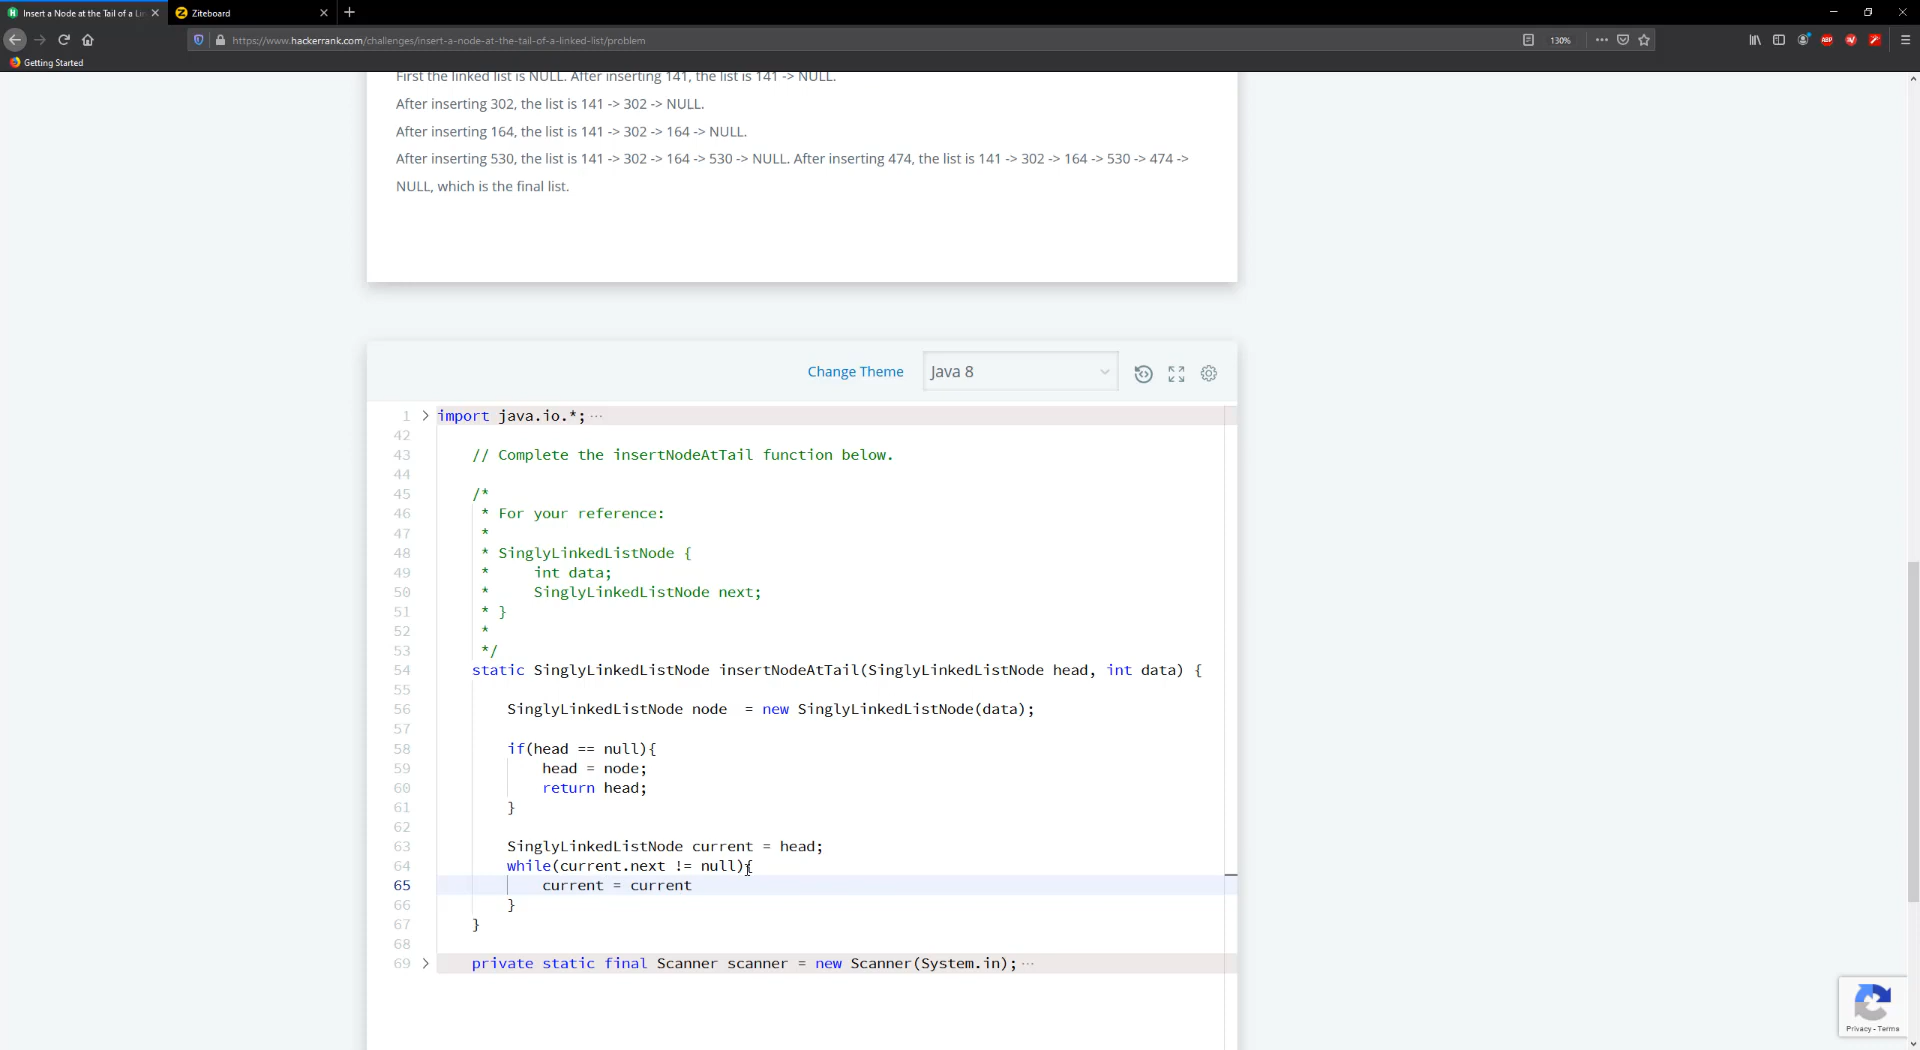 Insert a Node at the Tail of a Li
Ziteboard
https://www.hackerrank.com/challenges/insert-a-node-at-the-tail-of-a-linked-list/problem
130%
ABP
Getting Started
First the linked list is NULL. After inserting 141, the list is 141 -> NULL.
After inserting 302, the list is 141 -> 302 -> NULL.
After inserting 164, the list is 141 -> 302 -> 164 -> NULL.
After inserting 530, the list is 141 -> 302 -> 164 -> 530 -> NULL. After inserting 474, the list is 141 -> 302 -> 164 -> 530 -> 474 ->
NULL, which is the final list.
Change Theme
Java 8
1 import java.io.*; ···
42
43 // Complete the insertNodeAtTail function below.
44
45 /*
46 * For your reference:
47 *
48 * SinglyLinkedListNode {
49 * int data;
50 * SinglyLinkedListNode next;
51 * }
52 *
53 */
54 static SinglyLinkedListNode insertNodeAtTail(SinglyLinkedListNode head, int data) {
55
56 SinglyLinkedListNode node  = new SinglyLinkedListNode(data);
57
58 if(head == null){
59 head = node;
60 return head;
61 }
62
63 SinglyLinkedListNode current = head;
64 while(current.next != null){
65 current = current
66 }
67 }
68
69 private static final Scanner scanner = new Scanner(System.in); ···
Privacy - Terms